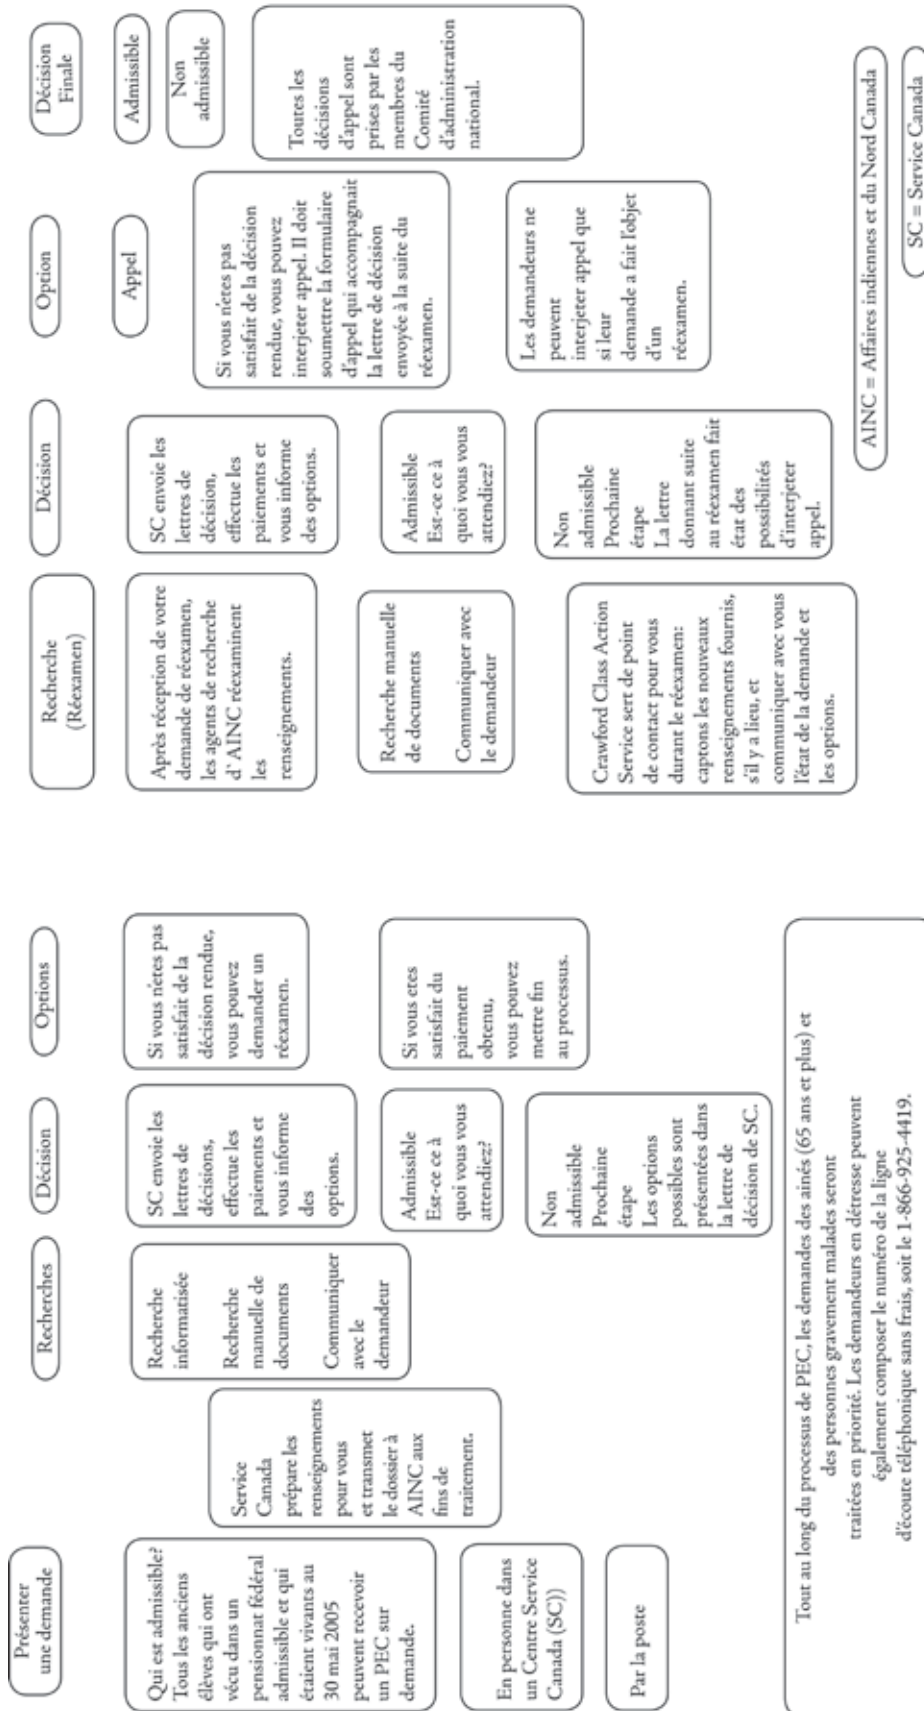 Présenter
une demande
Qui est admissible?
Tous les anciens
élèves qui ont
vécu dans un
pensionnat fédéral
admissible et qui
étaient vivants au
30 mai 2005
peuvent recevoir
un PEC sur
demande.
En personne dans
un Centre Service
Canada (SC))
Par la poste
Service
Canada
prépare les
renseignements
pour vous
et transmet
le dossier à
AINC aux
fins de
traitement.
Recherches
Recherche
informatisée
Recherche
manuelle de
documents
Communiquer
avec le
demandeur
Décision
SC envoie les
lettres de
décisions,
effectue les
paiements et
vous informe
des
options.
Admissible
Est-ce ce à
quoi vous vous
attendiez?
Non
admissible
Prochaine
étape
Les options
possibles sont
présentées dans
la lettre de
décision de SC.
Options
Si vous n'etes pas
satisfait de la
décision rendue,
vous pouvez
demander un
réexamen.
Si vous etes
satisfait du
paiement
obtenu,
vous pouvez
mettre fin
au processus.
Tout au long du processus de PEC, les demandes des ainés (65 ans et plus) et
des personnes gravement malades seront
traitées en priorité. Les demandeurs en détresse peuvent
également composer le numéro de la ligne
d'écoute téléphonique sans frais, soit le 1-866-925-4419.
Recherche
(Réexamen)
Après réception de votre
demande de réexamen,
les agents de recherche
d`AINC réexaminent
les
renseignements.
Recherche manuelle
de documents
Communiquer avec
le demandeur
Crawford Class Action
Service sert de point
de contact pour vous
durant le réexamen:
captons les nouveaux
renseignements fournis,
s'il y a lieu, et
communiquer avec vous
l'état de la demande et
les options.
Décision
SC envoie les
lettres de
décision,
effectue les
paiements et
vous informe
des options.
Admissible
Est-ce ce à
quoi vous vous
attendiez?
Non
admissible
Prochaine
étape
La lettre
donnant suite
au réexamen fait
état des
possibilités
d'interjeter
appel.
Option
Appel
Si vous n'etes pas
satisfait de la décision
rendue, vous pouvez
interjeter appel. Il doit
soumettre la formulaire
d'appel qui accompagnait
la lettre de décision
envoyée à la suite du
réexamen.
Les demandeurs ne
peuvent
interjeter appel que
si leur
demande a fait l'objet
d'un
réexamen.
Décision
Finale
Admissible
Non
admissible
Toutes les
décisions
d'appel sont
prises par les
membres du
Comité
d'administration
national.
AINC = Affaires indiennes et du Nord Canada
SC = Service Canada